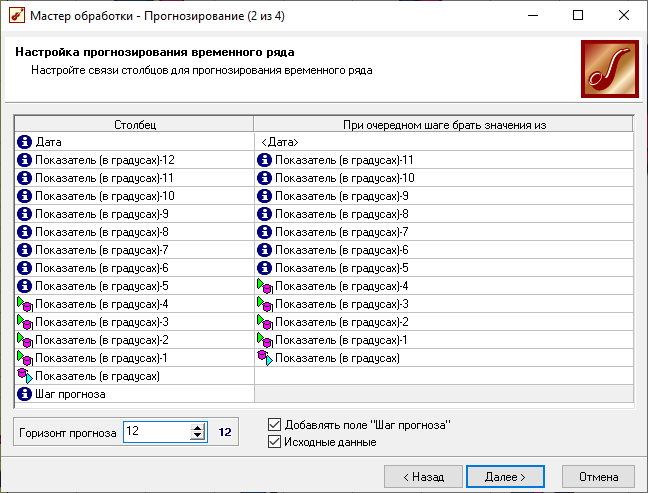 Мастер обработки - Прогнозирование (2 из 4)
Настройка прогнозирования временного ряда
Настройте связи столбцов для прогнозирования временного ряда
Столбец При очередном шаге брать значения из
Дата <Дата>
Показатель (в градусах)-12 Показатель (в градусах)-11
Показатель (в градусах)-11 Показатель (в градусах)-10
Показатель (в градусах)-10 Показатель (в градусах)-9
Показатель (в градусах)-9 Показатель (в градусах)-8
Показатель (в градусах)-8 Показатель (в градусах)-7
Показатель (в градусах)-7 Показатель (в градусах)-6
Показатель (в градусах)-6 Показатель (в градусах)-5
Показатель (в градусах)-5 Показатель (в градусах)-4
Показатель (в градусах)-4 Показатель (в градусах)-3
Показатель (в градусах)-3 Показатель (в градусах)-2
Показатель (в градусах)-2 Показатель (в градусах)-1
Показатель (в градусах)-1 Показатель (в градусах)
Показатель (в градусах)
Шаг прогноза
Горизонт прогноза 12 12
Добавлять поле "Шаг прогноза"
Исходные данные
< Назад Далее > Отмена